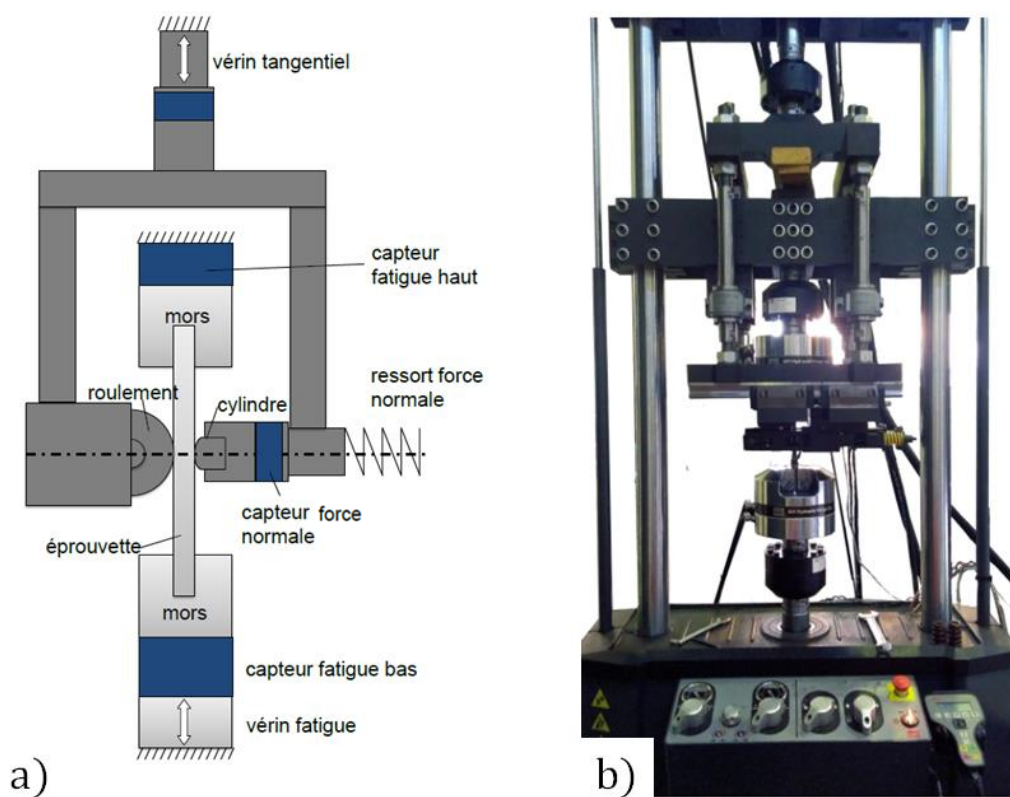 vérin tangentiel
capteur
fatigue haut
mors
ressort force
normale
roulement
cylindre
capteur force
normale
éprouvette
mors
capteur fatigue bas
vérin fatigue
a)
b)